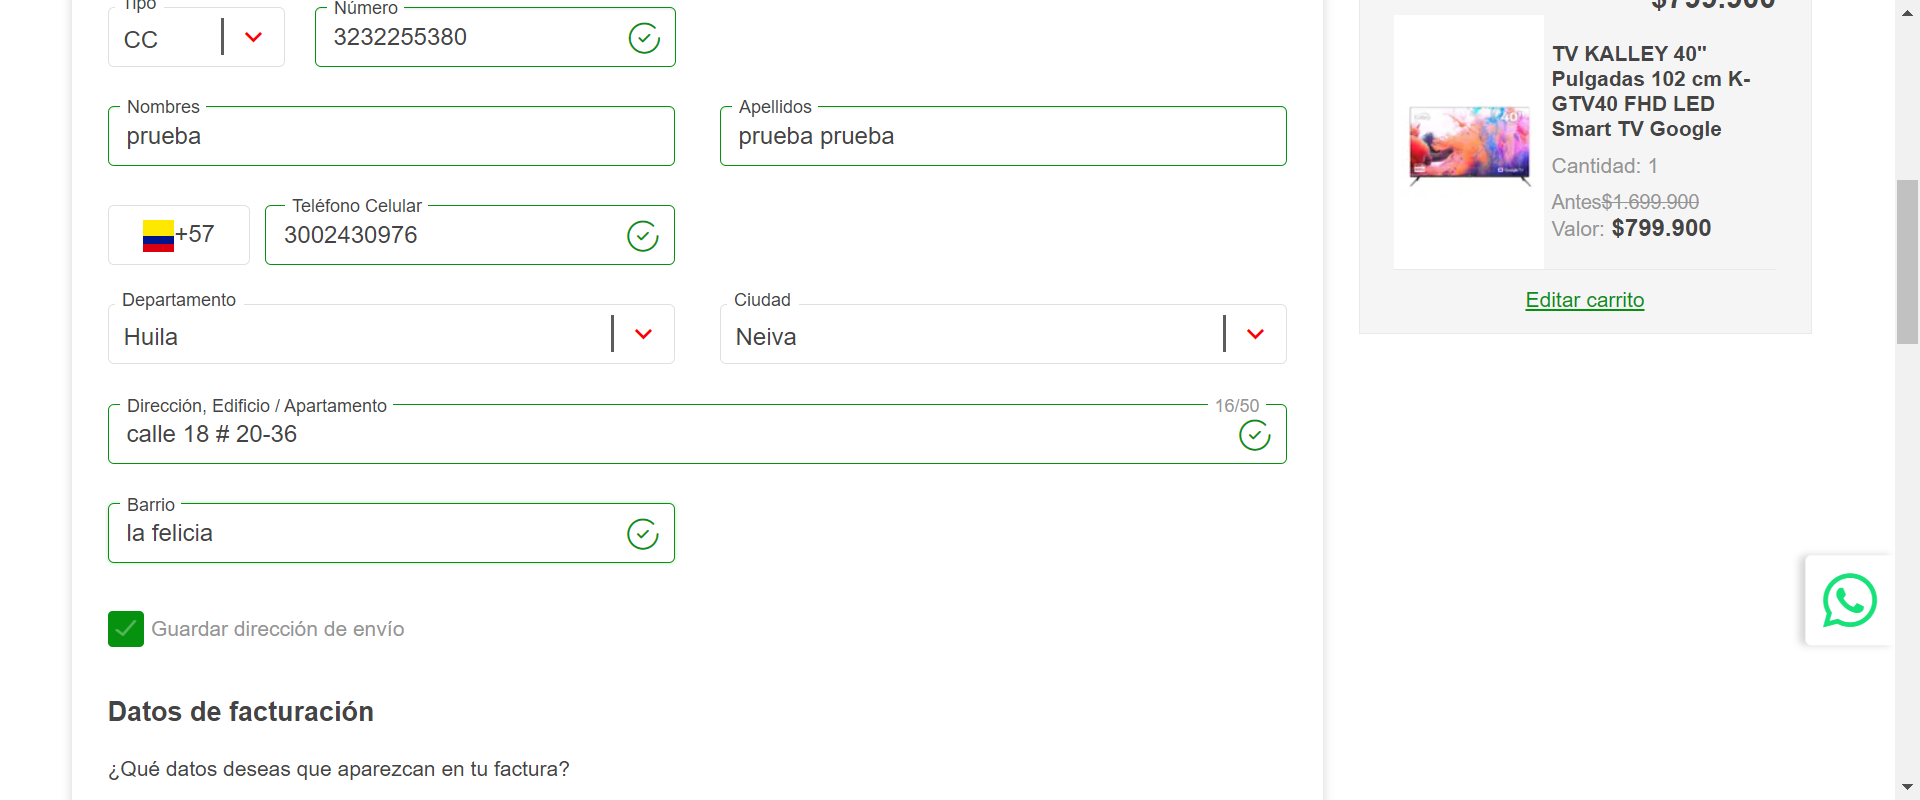 Tipo
CC
Número
3232255380
Nombres
prueba
Apellidos
prueba prueba
+57
Teléfono Celular
3002430976
Departamento
Huila
Ciudad
Neiva
Dirección, Edificio / Apartamento
16/50
calle 18 # 20-36
Barrio
la felicia
Guardar dirección de envío
Datos de facturación
¿Qué datos deseas que aparezcan en tu factura?
$799.900
TV KALLEY 40"
Pulgadas 102 cm K-
GTV40 FHD LED
Smart TV Google
Cantidad: 1
Antes$1.699.900
Valor: $799.900
Editar carrito